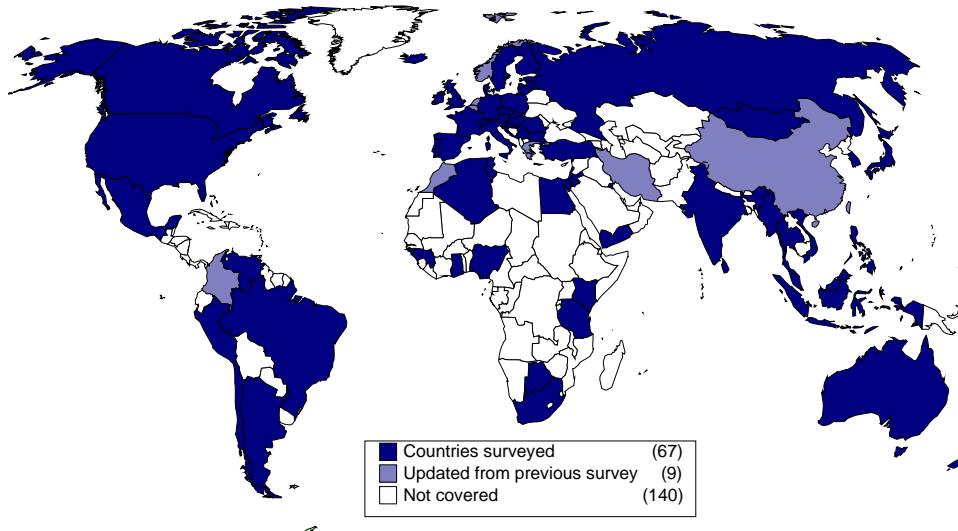 Countries surveyed (67)
Updated from previous survey (9)
Not covered (140)